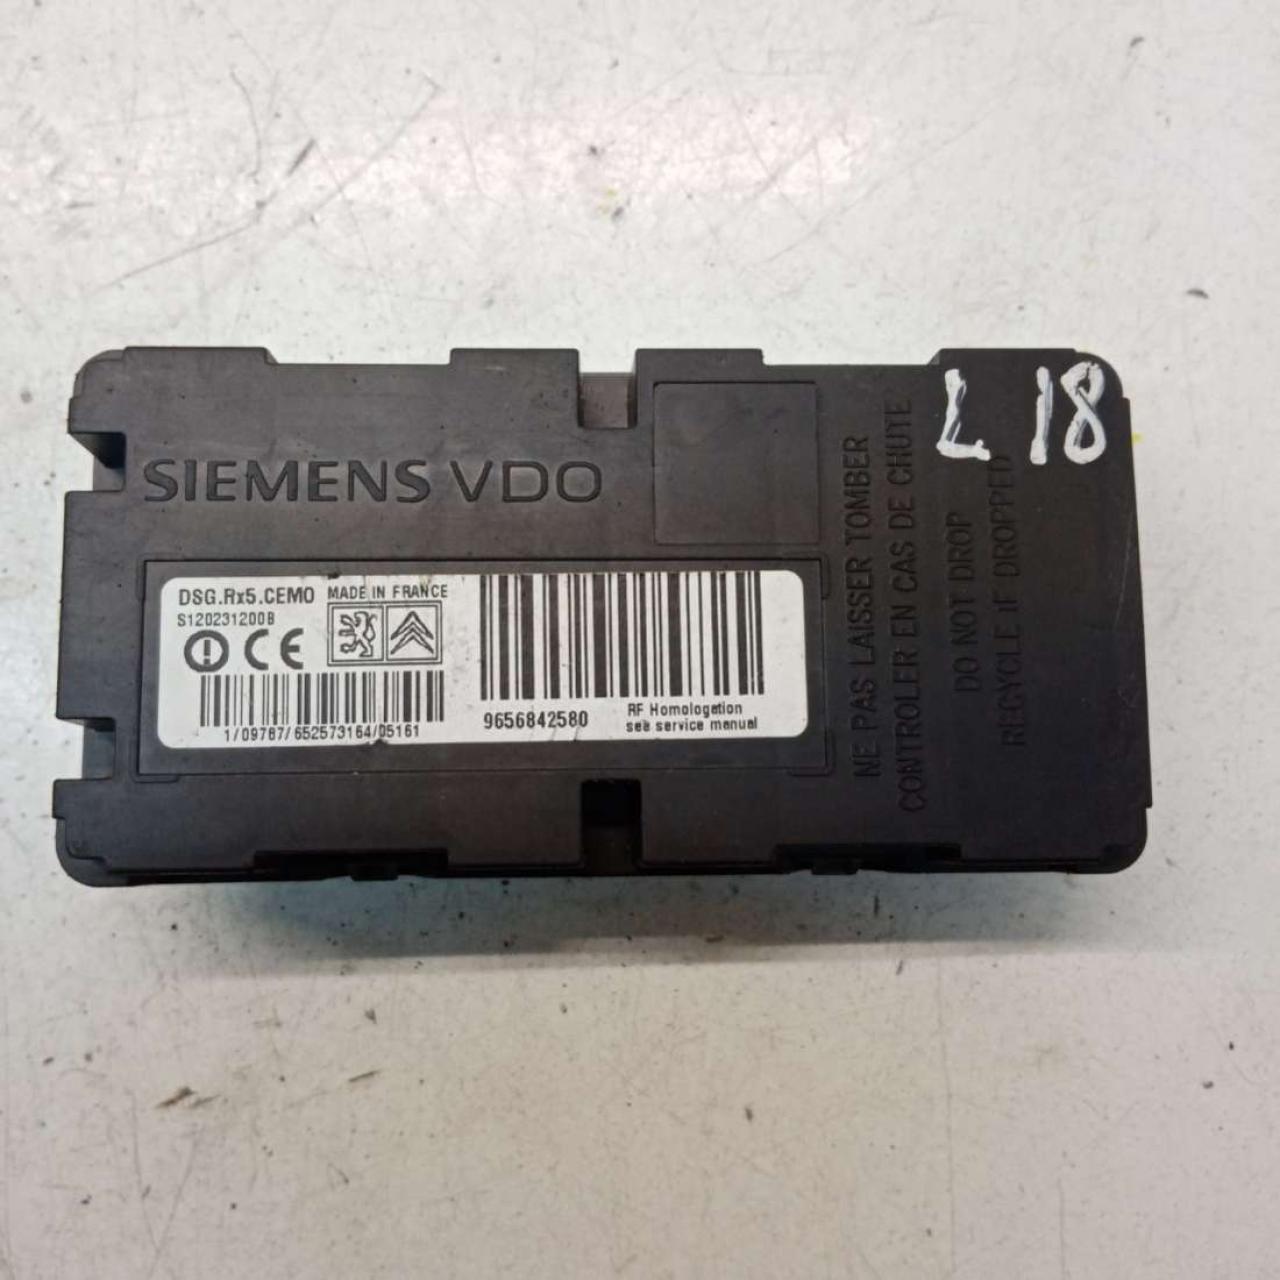 L 18
SIEMENS VDO
DSG.Rx5.CEMO
MADE IN FRANCE
S120231200B
CE
1/09787/652573164/05161
9656842580
RF Homologation
see service manual
NE PAS LAISSER TOMBER
CONTROLER EN CAS DE CHUTE
DO NOT DROP
RECYCLE IF DROPPED